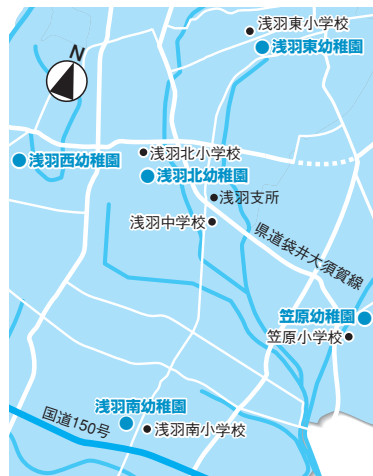 浅羽東小学校
浅羽東幼稚園
N
浅羽北小学校
浅羽西幼稚園
浅羽北幼稚園
浅羽支所
浅羽中学校
県道袋井大須賀線
笠原幼稚園
笠原小学校
浅羽南幼稚園
国道150号
浅羽南小学校